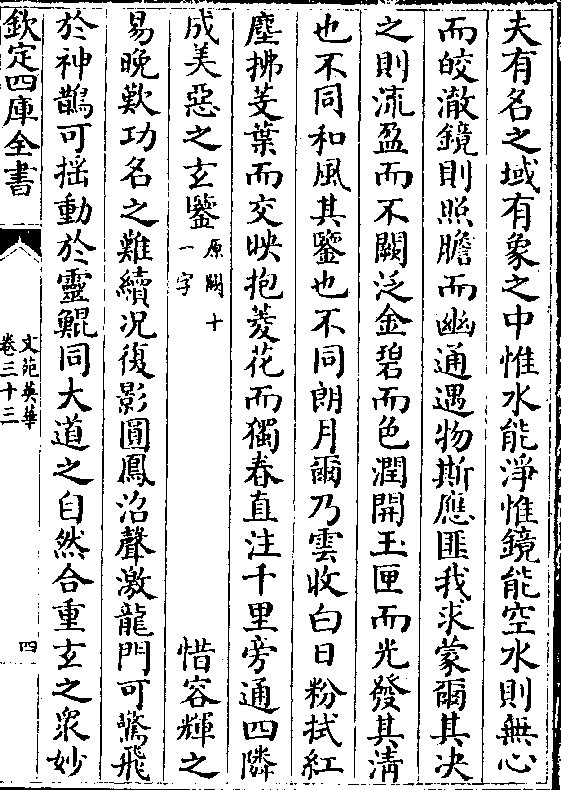 夫有名之域有象之中惟水能淨惟鏡能空水則無心
而皎澈鏡則照膽而幽通遇物斯應匪我求蒙爾其决
之則流盈而不闕泛金碧而色潤開玉匣而光發其清
也不同和風其鑒也不同朗月爾乃雲收白日粉拭紅
塵拂芰葉而交映抱菱花而獨春直注千里旁通四隣
成美惡之玄鑒原闕十一字惜容輝之
易晚歎功名之難續况復影圓鳳沼聲激龍門可驚飛
於神鵲可揺動於靈鯤同大道之自然合重玄之衆妙
欽定四庫全書
文苑英華
卷三十三
四